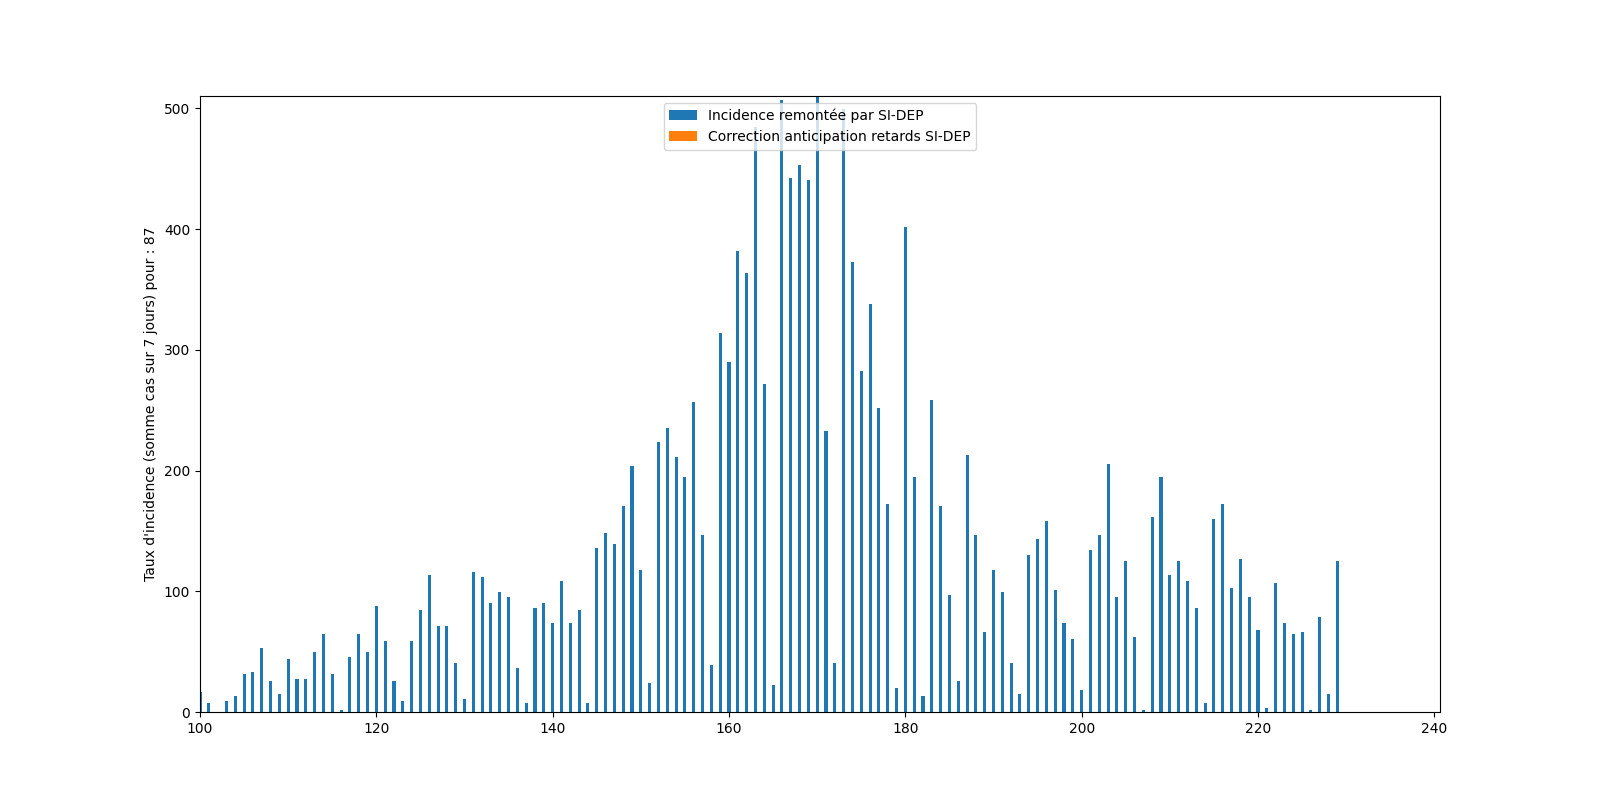 Incidence remontée par SI-DEP
Correction anticipation retards SI-DEP
Taux d'incidence (somme cas sur 7 jours) pour : 87
500
400
300
200
100
0
100 120 140 160 180 200 220 240